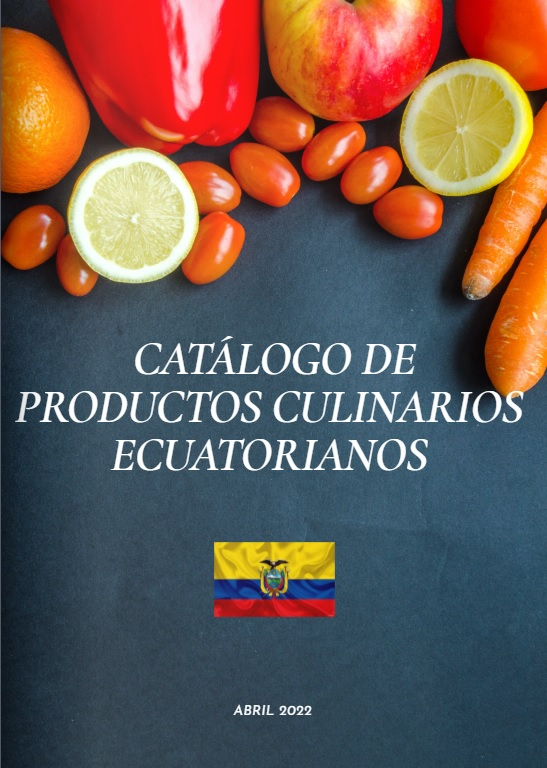 CATÁLOGO DE
PRODUCTOS CULINARIOS
ECUATORIANOS
ABRIL 2022